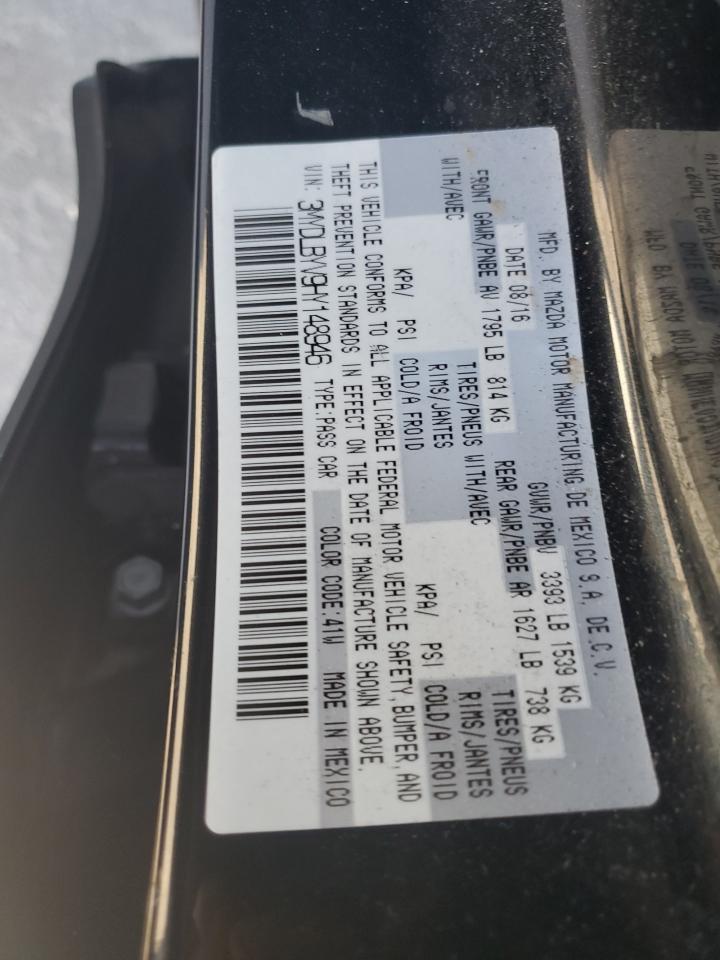 MFD. BY MAZDA MOTOR MANUFACTURING DE MEXICO S.A. DE C.V.
DATE 08/16 GVWR/PNBV 3393 LB 1539 KG
FRONT GAWR/PNBE AV 1795 LB 814 KG REAR GAWR/PNBE AR 1627 LB 738 KG
WITH/AVEC TIRES/PNEUS WITH/AVEC TIRES/PNEUS
RIMS/JANTES RIMS/JANTES
KPA/ PSI COLD/A FROID KPA/ PSI COLD/A FROID
THIS VEHICLE CONFORMS TO ALL APPLICABLE FEDERAL MOTOR VEHICLE SAFETY, BUMPER, AND
THEFT PREVENTION STANDARDS IN EFFECT ON THE DATE OF MANUFACTURE SHOWN ABOVE.
VIN: 3MYDLBYV9HY148946 TYPE:PASS CAR COLOR CODE:41W MADE IN MEXICO